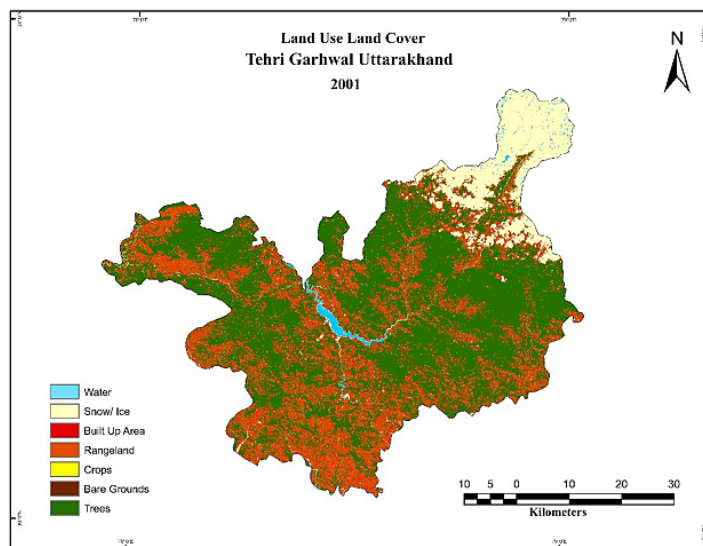 Land Use Land Cover
Tehri Garhwal Uttarakhand
2001
N
Water
Snow/ Ice
Built Up Area
Rangeland
Crops
Bare Grounds
Trees
10 5 0 10 20 30
Kilometers